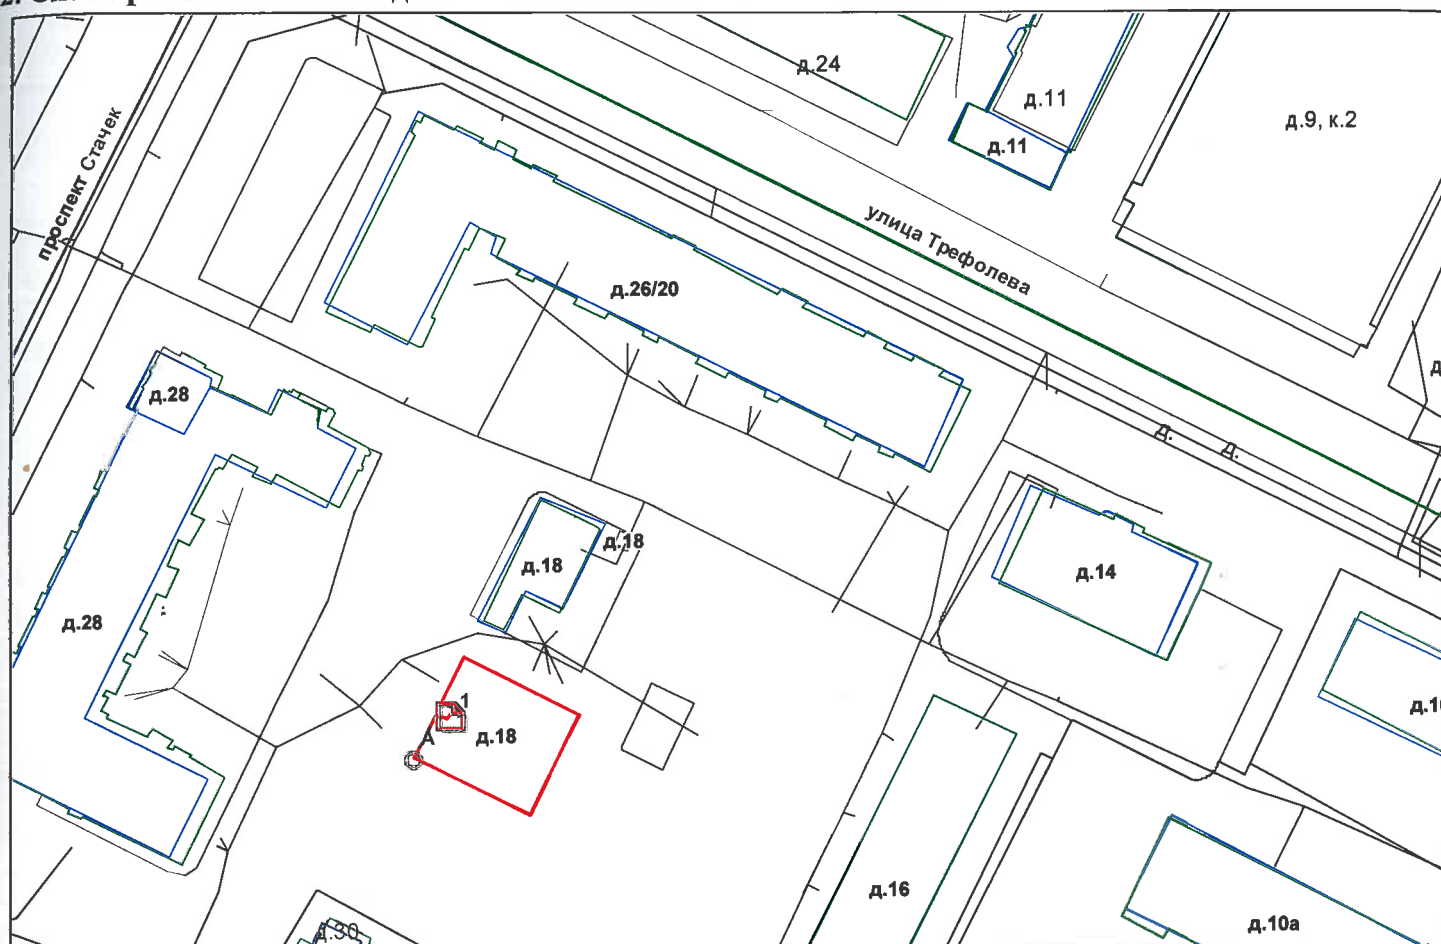 д.24
д.11
д.9, к.2
д.11
проспект Стачек
улица Трефолева
д.26/20
д.28
д.
д.
д.18
д.18
д.14
д.28
1
А
д.18
д.16
д.10а
д.30